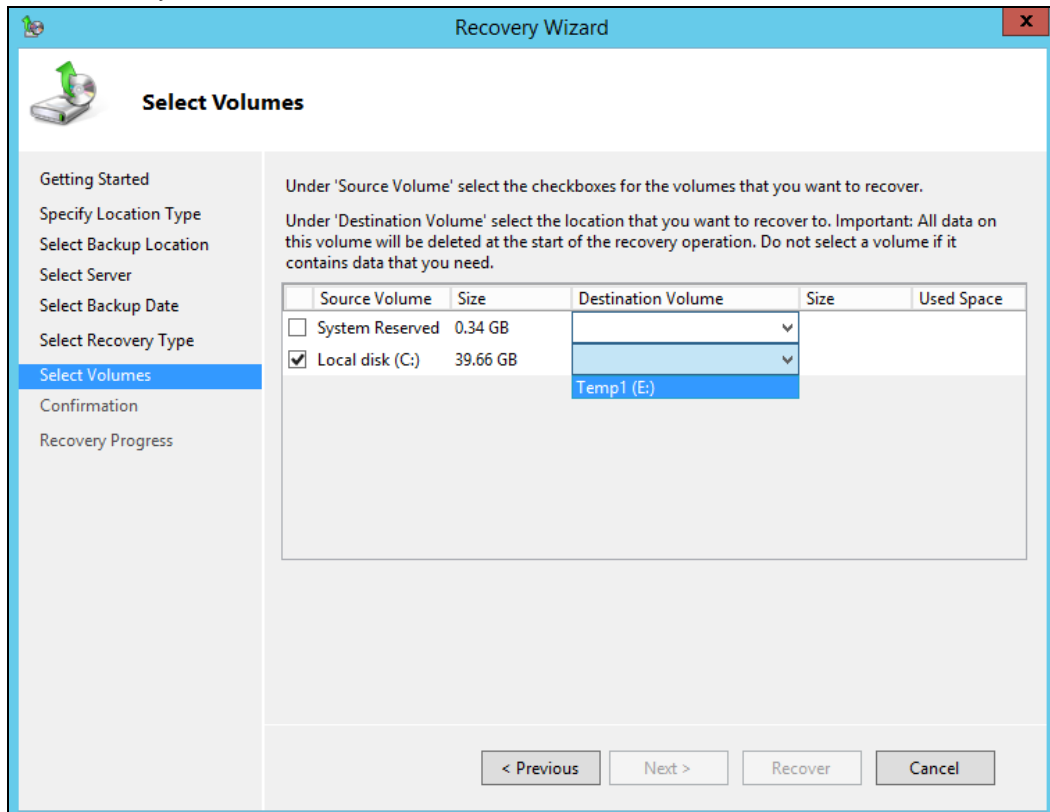 Recovery Wizard
x
Select Volumes
Getting Started
Specify Location Type
Select Backup Location
Select Server
Select Backup Date
Select Recovery Type
Select Volumes
Confirmation
Recovery Progress
Under 'Source Volume' select the checkboxes for the volumes that you want to recover.
Under 'Destination Volume' select the location that you want to recover to. Important: All data on
this volume will be deleted at the start of the recovery operation. Do not select a volume if it
contains data that you need.
Source Volume Size Destination Volume Size Used Space
System Reserved 0.34 GB
Local disk (C:) 39.66 GB
Temp1 (E:)
< Previous Next > Recover Cancel